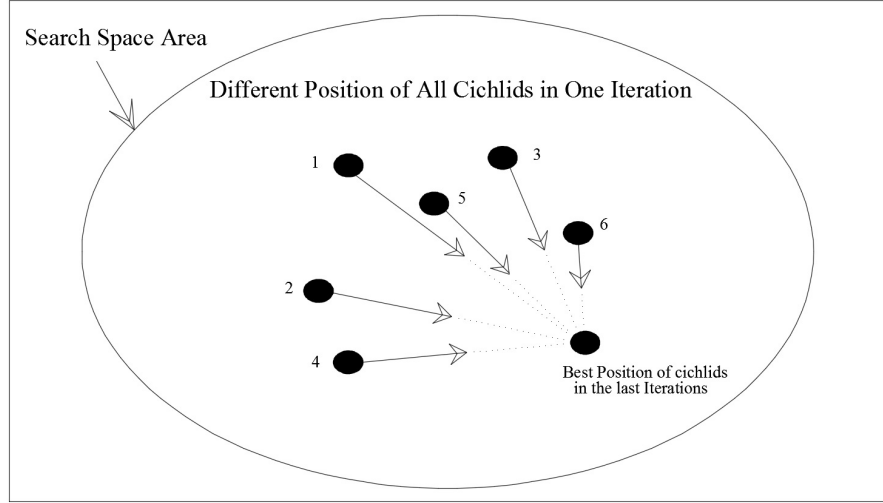 Search Space Area
Different Position of All Cichlids in One Iteration
1
3
5
6
2
4
Best Position of cichlids
in the last Iterations